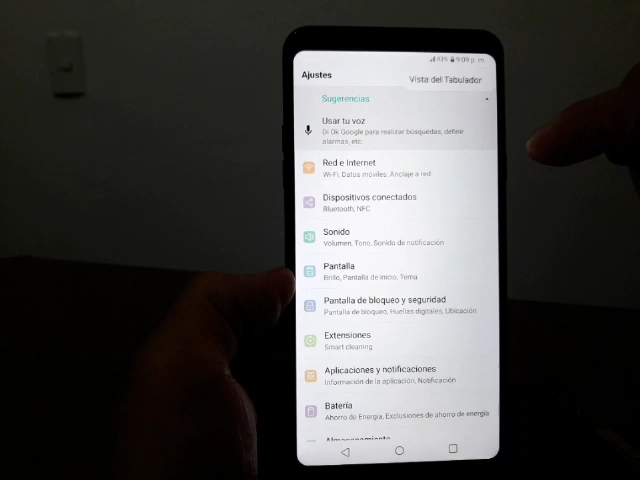 43% 9:09 p. m.
Ajustes
Vista del Tabulador
Sugerencias
Usar tu voz
Di Ok Google para realizar búsquedas, definir
alarmas, etc.
Red e Internet
Wi-Fi, Datos móviles, Anclaje a red
Dispositivos conectados
Bluetooth, NFC
Sonido
Volumen, Tono, Sonido de notificación
Pantalla
Brillo, Pantalla de inicio, Tema
Pantalla de bloqueo y seguridad
Pantalla de bloqueo, Huellas digitales, Ubicación
Extensiones
Smart cleaning
Aplicaciones y notificaciones
Información de la aplicación, Notificación
Batería
Ahorro de Energía, Exclusiones de ahorro de energía
Almacenamiento